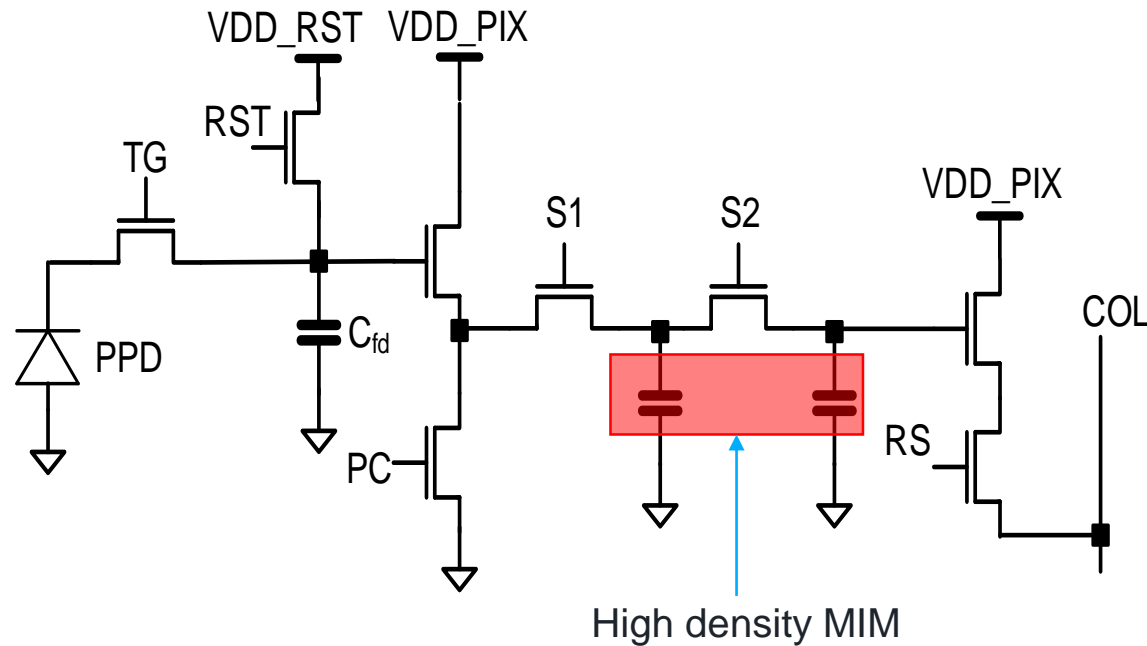 VDD_RST
VDD_PIX
RST
TG
S1
S2
VDD_PIX
COL
PPD
Cfd
PC
RS
High density MIM